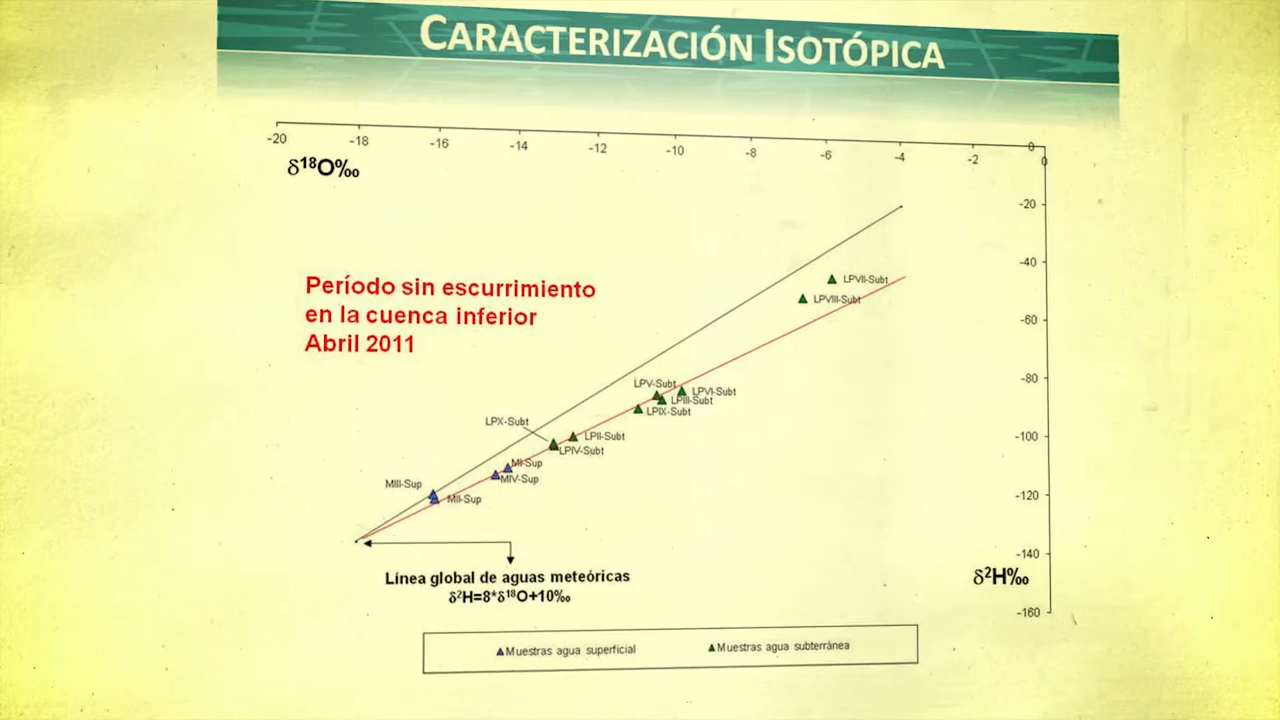 CARACTERIZACIÓN ISOTÓPICA
-20 -18 -16 -14 -12 -10 -8 -6 -4 -2 0
0
δ¹⁸O‰
-20
-40
-60
-80
-100
-120
-140
-160
Período sin escurrimiento
en la cuenca inferior
Abril 2011
LPVII-Subt
LPVIII-Subt
LPV-Subt
LPVI-Subt
LPIII-Subt
LPIX-Subt
LPX-Subt
LPII-Subt
LPIV-Subt
MI-Sup
MIV-Sup
MIII-Sup
MII-Sup
Línea global de aguas meteóricas
δ²H=8*δ¹⁸O+10‰
δ²H‰
Muestras agua superficial
Muestras agua subterránea